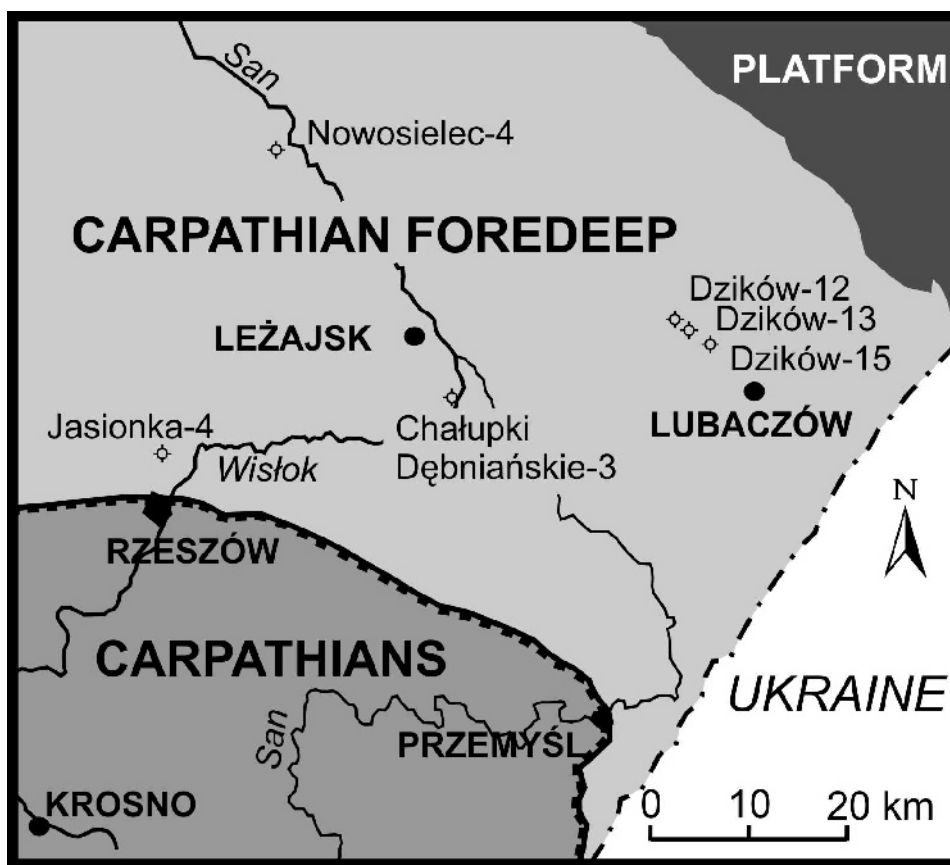 San
PLATFORM
Nowosielec-4
CARPATHIAN FOREDEEP
Dzików-12
Dzików-13
LEŻAJSK
Dzików-15
Jasionka-4
Chałupki
LUBACZÓW
Wisłok
Dębniańskie-3
N
RZESZÓW
CARPATHIANS
UKRAINE
San
PRZEMYŚL
KROSNO
0 10 20 km